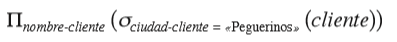 Π nombre-cliente (σ ciudad-cliente = «Peguerinos» (cliente))